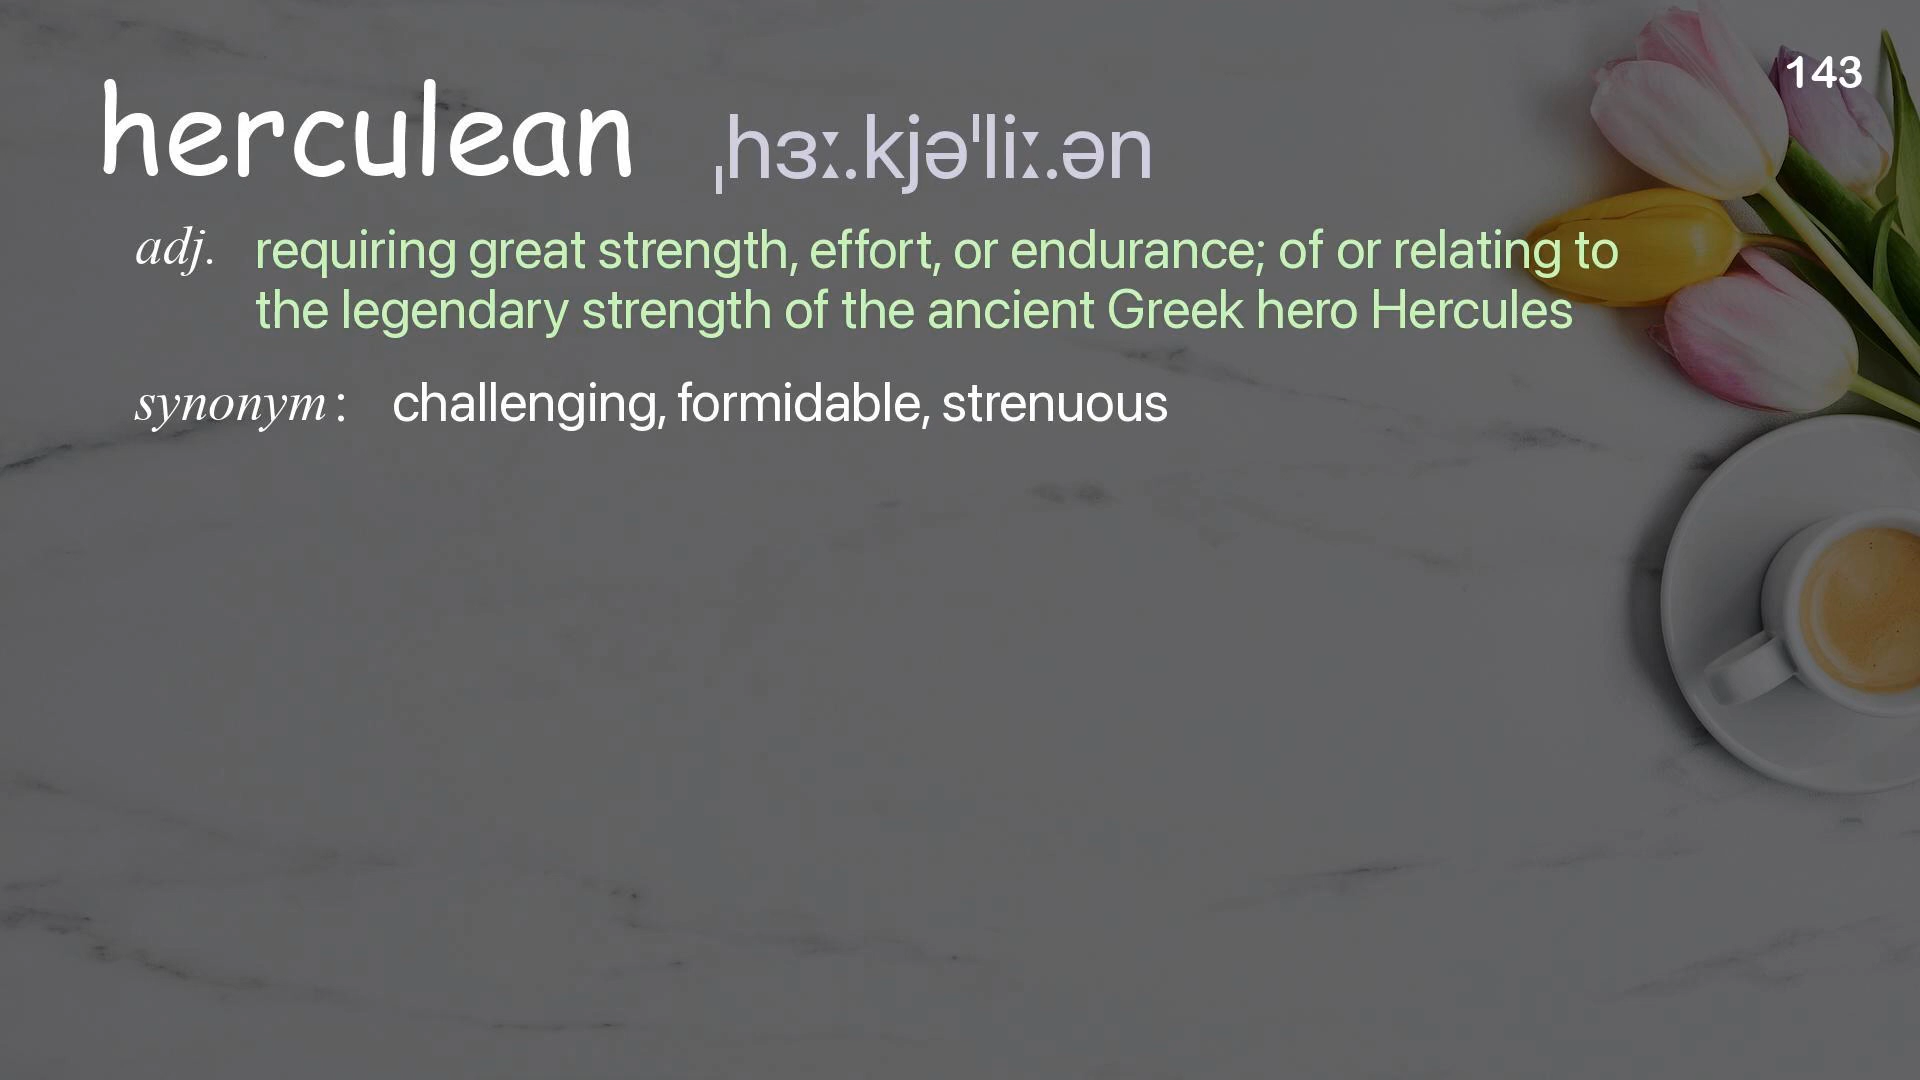 143
herculean ˌhɜː.kjəˈliː.ən
adj. requiring great strength, effort, or endurance; of or relating to
the legendary strength of the ancient Greek hero Hercules
synonym : challenging, formidable, strenuous